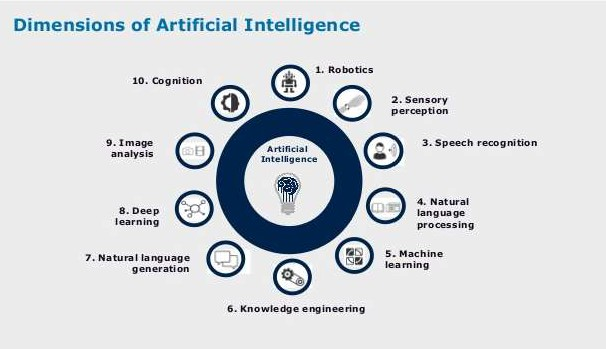 Dimensions of Artificial Intelligence
1. Robotics
2. Sensory
perception
3. Speech recognition
4. Natural
language
processing
5. Machine
learning
6. Knowledge engineering
7. Natural language
generation
8. Deep
learning
9. Image
analysis
10. Cognition
Artificial
Intelligence